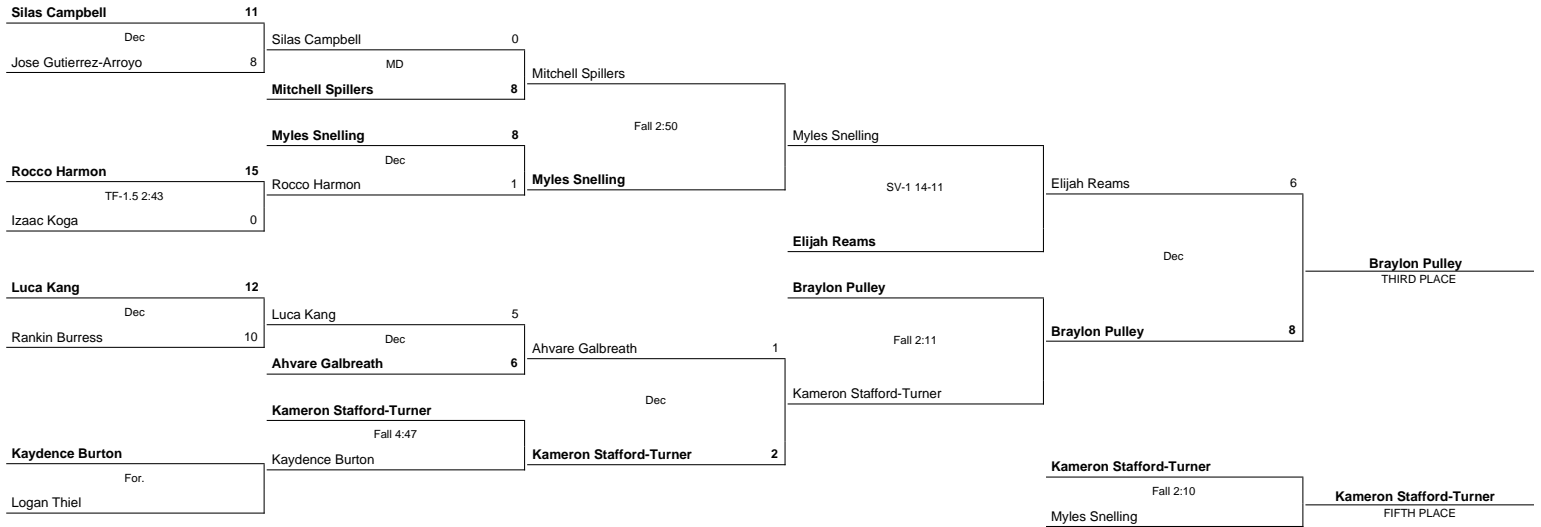 Silas Campbell 11
Dec
Jose Gutierrez-Arroyo 8
Rocco Harmon 15
TF-1.5 2:43
Izaac Koga 0
Luca Kang 12
Dec
Rankin Burress 10
Kaydence Burton
For.
Logan Thiel
Silas Campbell 0
MD
Mitchell Spillers 8
Myles Snelling 8
Dec
Rocco Harmon 1
Luca Kang 5
Dec
Ahvare Galbreath 6
Kameron Stafford-Turner
Fall 4:47
Kaydence Burton
Mitchell Spillers
Fall 2:50
Myles Snelling
Ahvare Galbreath 1
Dec
Kameron Stafford-Turner 2
Myles Snelling
SV-1 14-11
Elijah Reams
Braylon Pulley
Fall 2:11
Kameron Stafford-Turner
Elijah Reams 6
Dec
Braylon Pulley 8
Braylon Pulley
THIRD PLACE
Kameron Stafford-Turner
Fall 2:10
Myles Snelling
Kameron Stafford-Turner
FIFTH PLACE